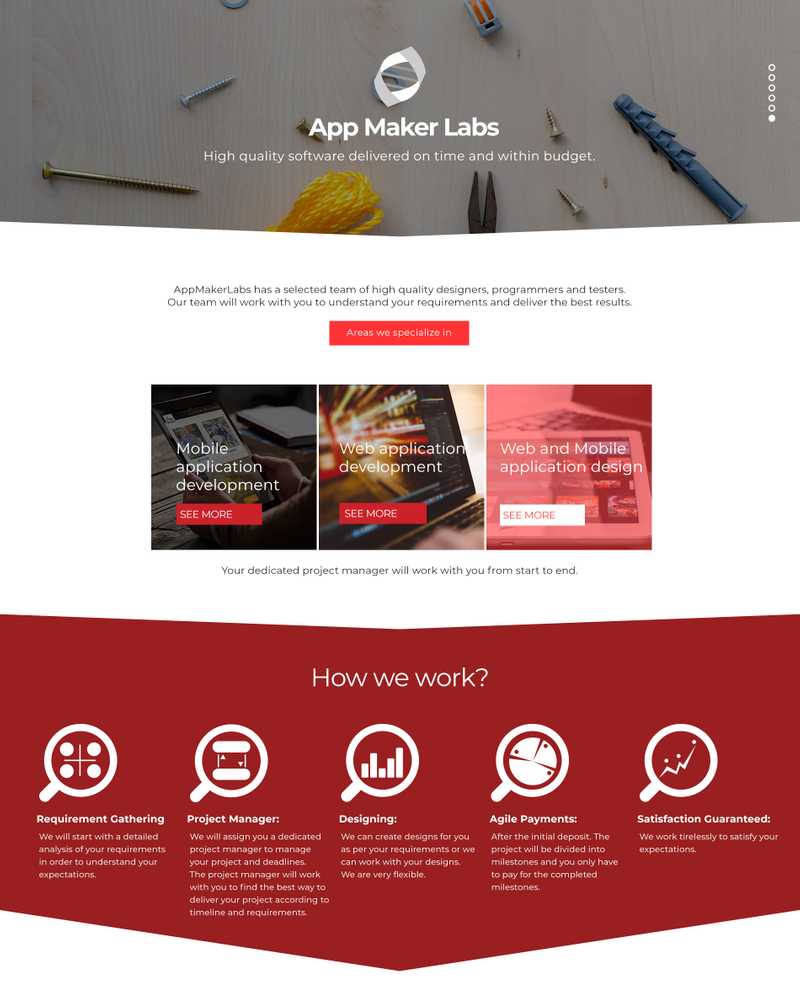 App Maker Labs
High quality software delivered on time and within budget.
AppMakerLabs has a selected team of high quality designers, programmers and testers.
Our team will work with you to understand your requirements and deliver the best results.
Areas we specialize in
Mobile
application
development
SEE MORE
Web application
development
SEE MORE
Web and Mobile
application design
SEE MORE
Your dedicated project manager will work with you from start to end.
How we work?
Requirement Gathering
We will start with a detailed
analysis of your requirements
in order to understand your
expectations.
Project Manager:
We will assign you a dedicated
project manager to manage
your project and deadlines.
The project manager will work
with you to find the best way to
deliver your project according to
timeline and requirements.
Designing:
We can create designs for you
as per your requirements or we
can work with your designs.
We are very flexible.
Agile Payments:
After the initial deposit. The
project will be divided into
milestones and you only have
to pay for the completed
milestones.
Satisfaction Guaranteed:
We work tirelessly to satisfy your
expectations.